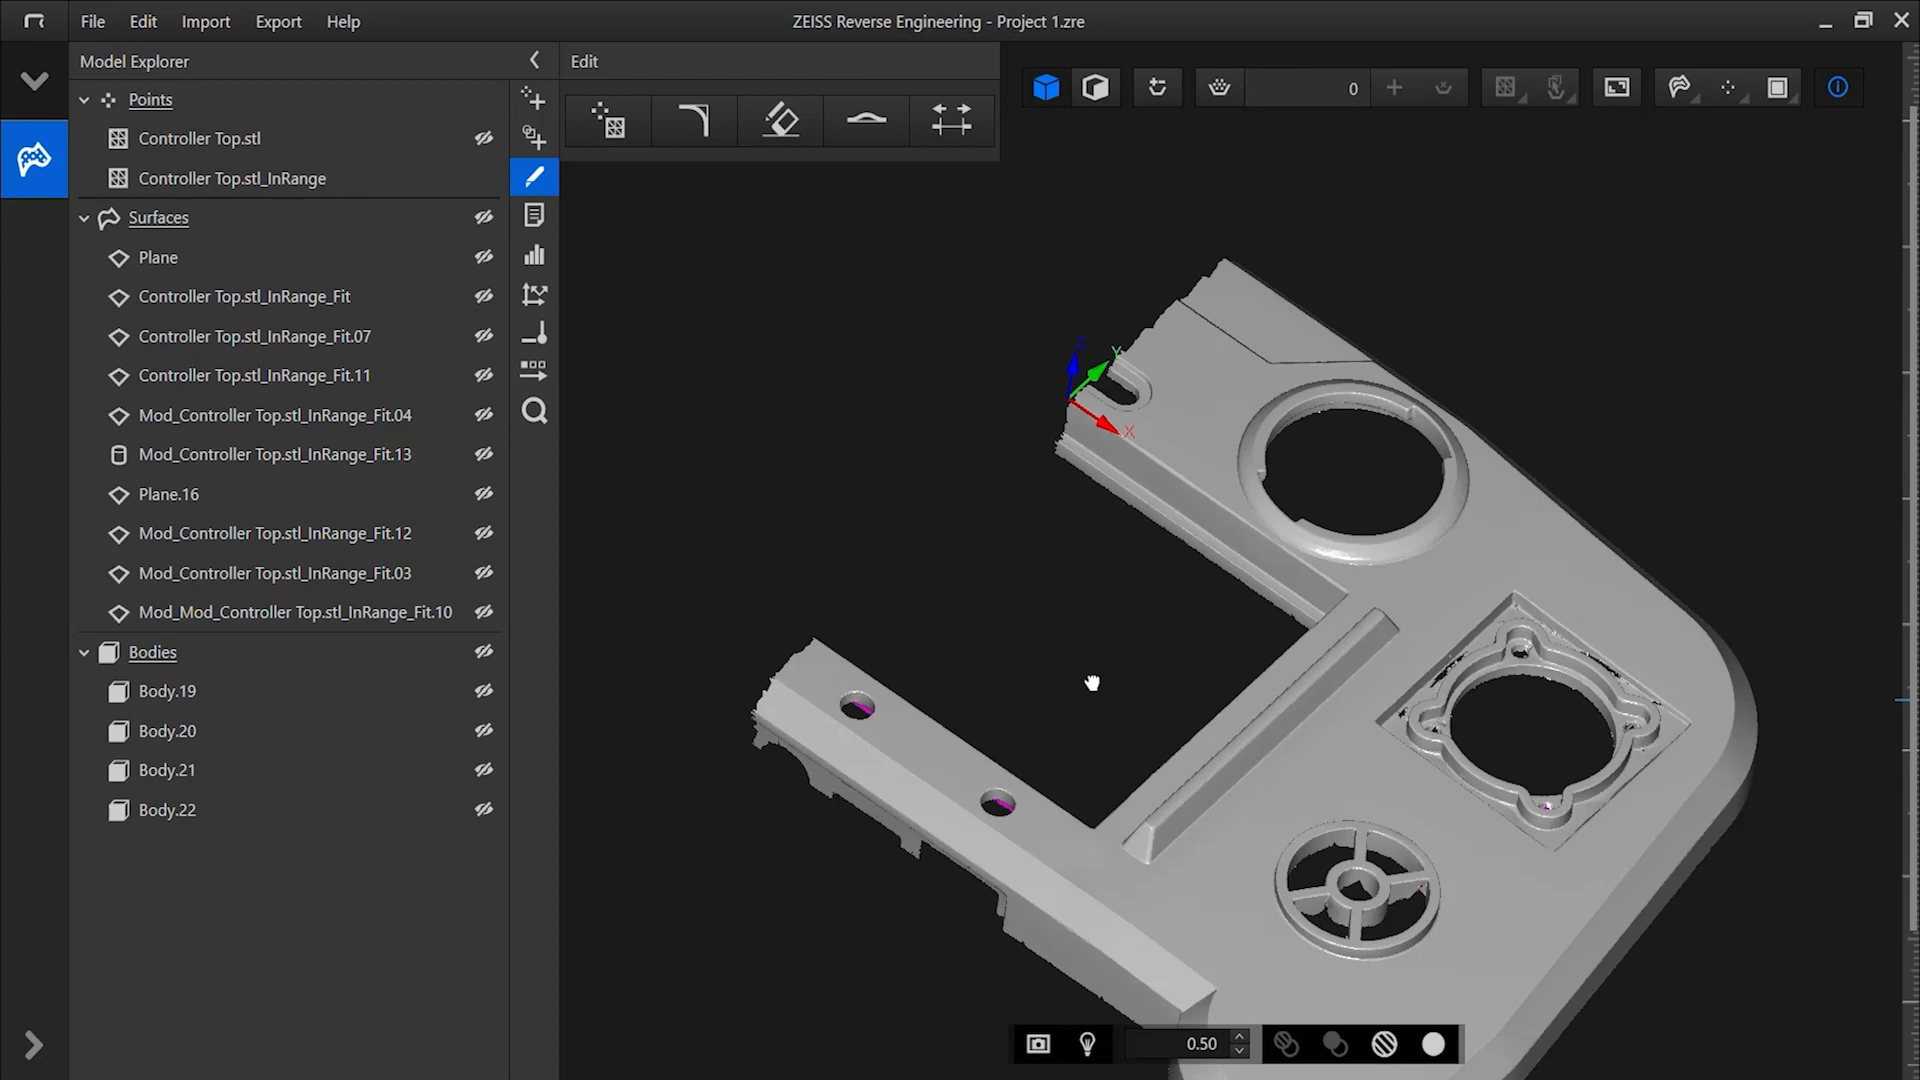 File Edit Import Export Help
ZEISS Reverse Engineering - Project 1.zre
Model Explorer
Edit
0
Points
Controller Top.stl
Controller Top.stl_InRange
Surfaces
Plane
Controller Top.stl_InRange_Fit
Controller Top.stl_InRange_Fit.07
Controller Top.stl_InRange_Fit.11
Mod_Controller Top.stl_InRange_Fit.04
Mod_Controller Top.stl_InRange_Fit.13
Plane.16
Mod_Controller Top.stl_InRange_Fit.12
Mod_Controller Top.stl_InRange_Fit.03
Mod_Mod_Controller Top.stl_InRange_Fit.10
Bodies
Body.19
Body.20
Body.21
Body.22
Z
Y
X
0.50